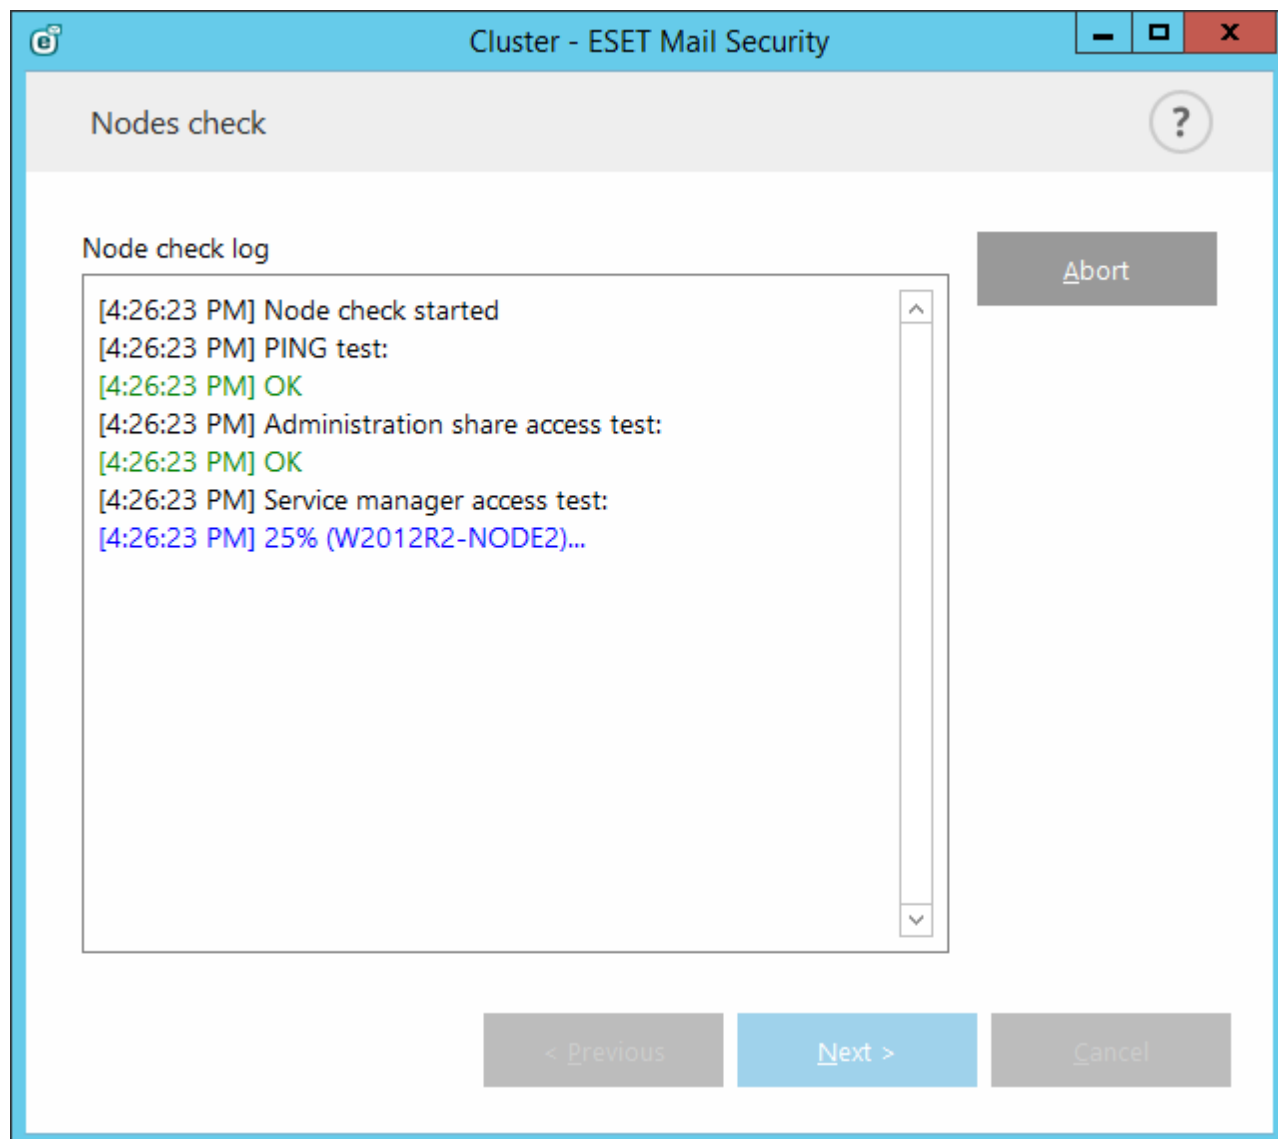 Cluster - ESET Mail Security
Nodes check
?
Node check log
Abort
[4:26:23 PM] Node check started
[4:26:23 PM] PING test:
[4:26:23 PM] OK
[4:26:23 PM] Administration share access test:
[4:26:23 PM] OK
[4:26:23 PM] Service manager access test:
[4:26:23 PM] 25% (W2012R2-NODE2)...
< Previous
Next >
Cancel